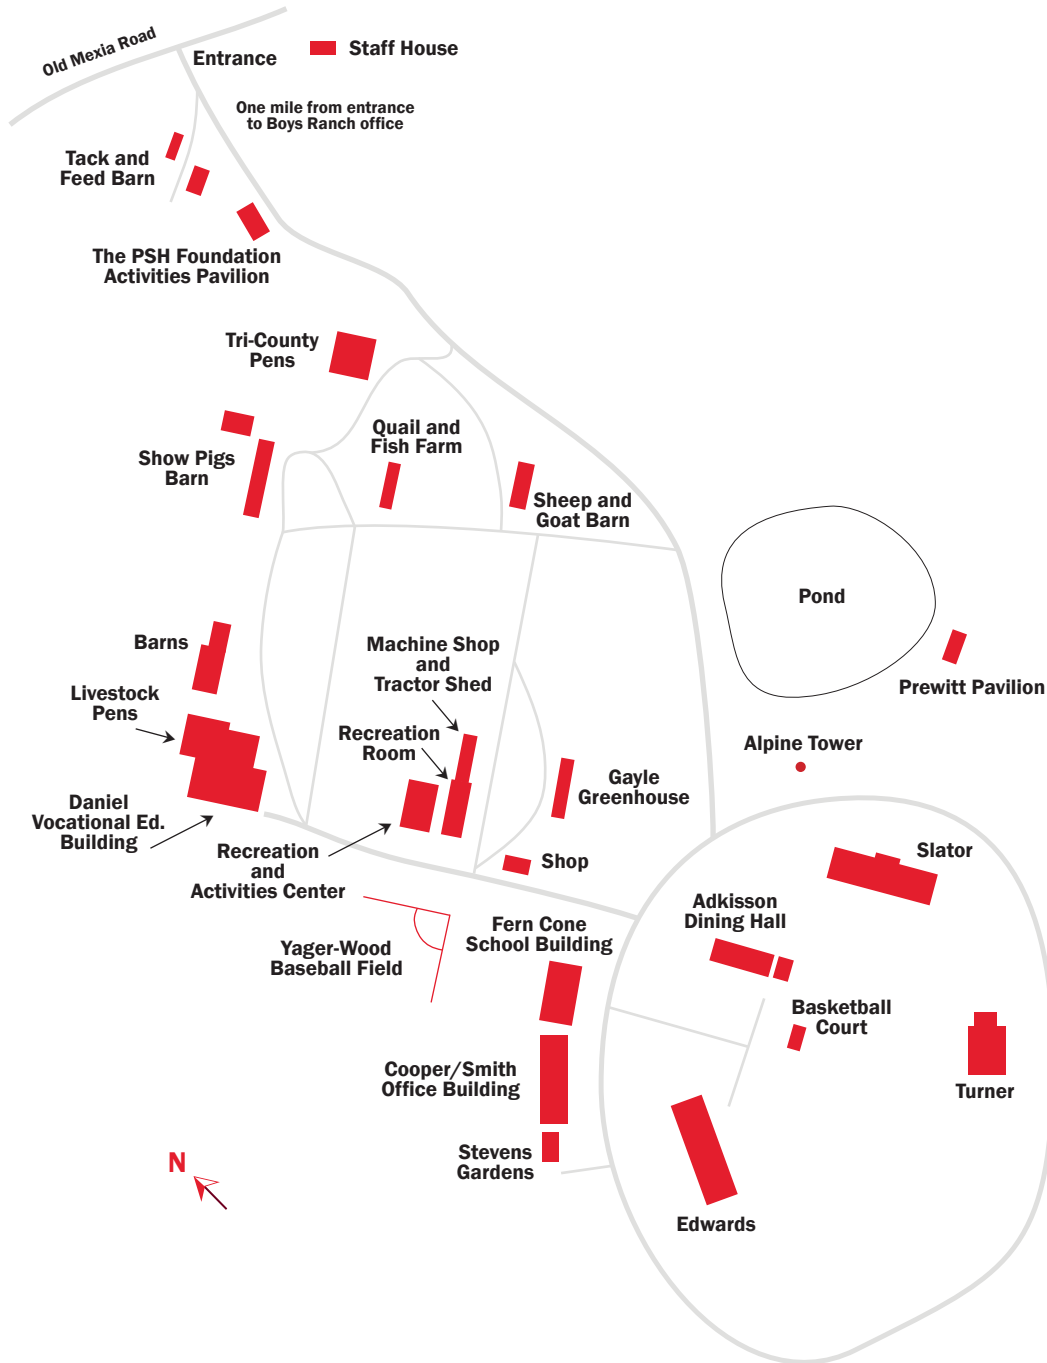 Old Mexia Road
Entrance
Staff House
One mile from entrance
to Boys Ranch office
Tack and
Feed Barn
The PSH Foundation
Activities Pavilion
Tri-County
Pens
Quail and
Fish Farm
Show Pigs
Barn
Sheep and
Goat Barn
Pond
Barns
Machine Shop
and
Tractor Shed
Prewitt Pavilion
Livestock
Pens
Recreation
Room
Alpine Tower
Gayle
Greenhouse
Daniel
Vocational Ed.
Building
Recreation
and
Activities Center
Shop
Slator
Adkisson
Dining Hall
Fern Cone
School Building
Yager-Wood
Baseball Field
Basketball
Court
Cooper/Smith
Office Building
Turner
Stevens
Gardens
N
Edwards